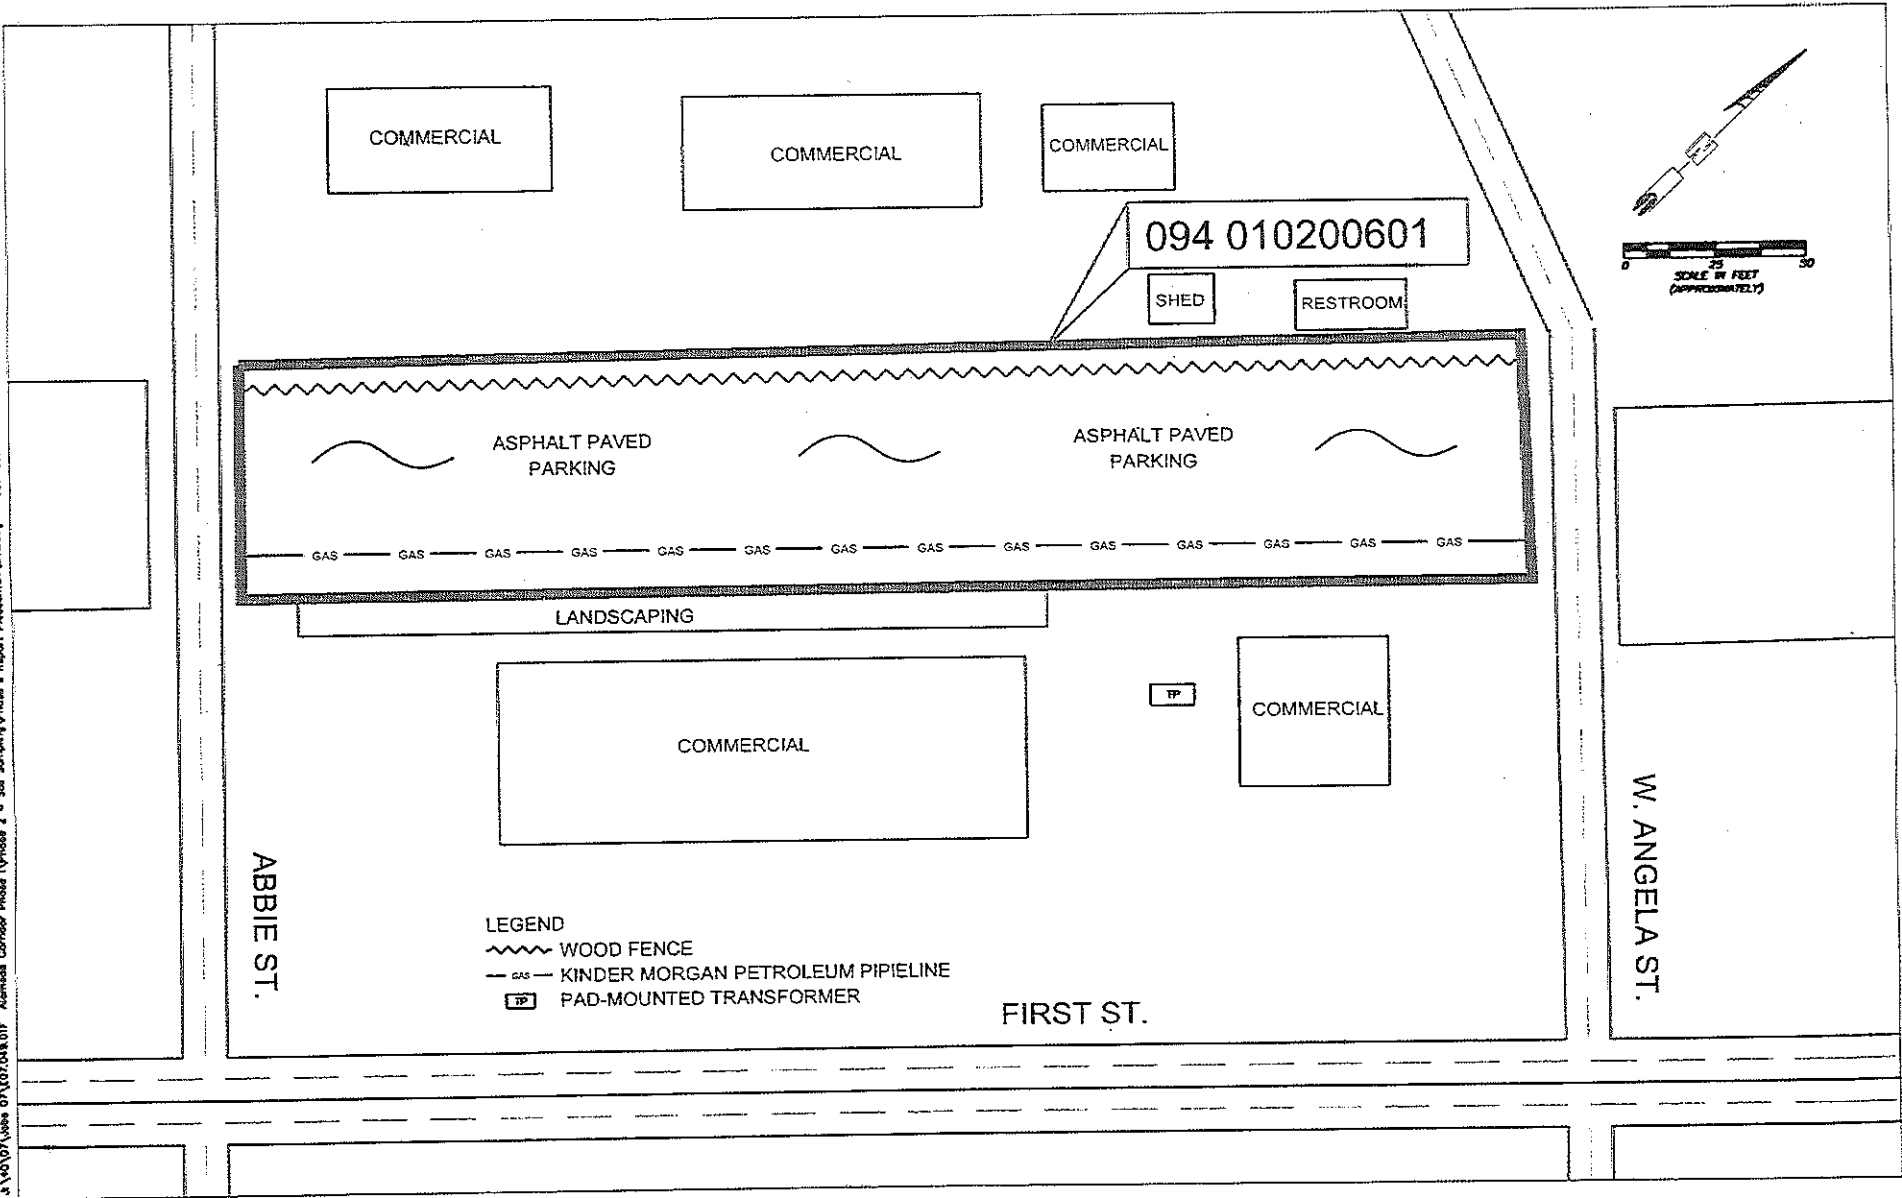 COMMERCIAL
COMMERCIAL
COMMERCIAL
094 010200601
SHED
RESTROOM
0 25 50
SCALE IN FEET
(APPROXIMATELY)
ASPHALT PAVED
PARKING
ASPHALT PAVED
PARKING
GAS GAS GAS GAS GAS GAS GAS GAS GAS GAS GAS GAS GAS GAS
LANDSCAPING
TP
COMMERCIAL
COMMERCIAL
ABBIE ST.
W. ANGELA ST.
LEGEND
WOOD FENCE
GAS KINDER MORGAN PETROLEUM PIPIELINE
TP PAD-MOUNTED TRANSFORMER
FIRST ST.